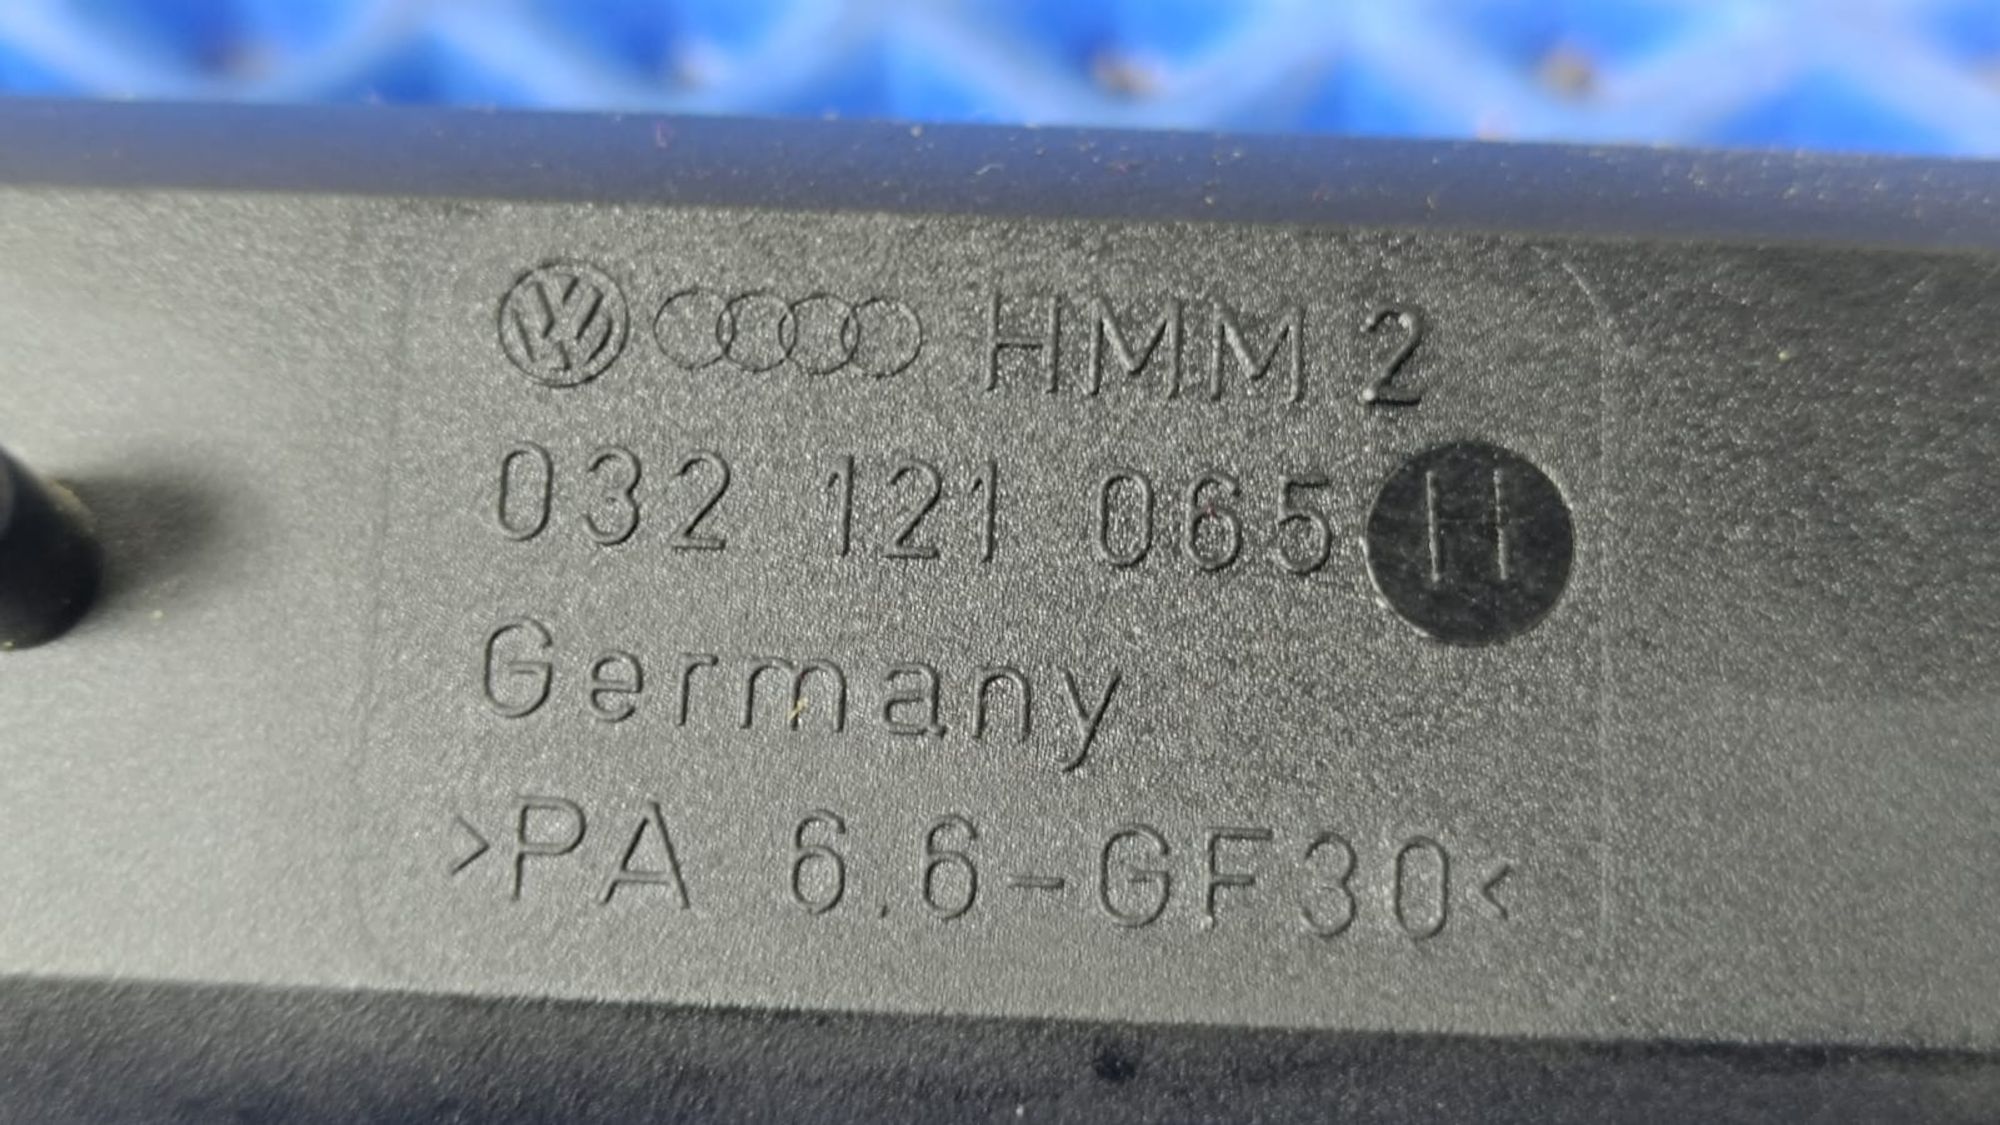 HMM 2
032 121 065 H
Germany
>PA 6.6-GF30<